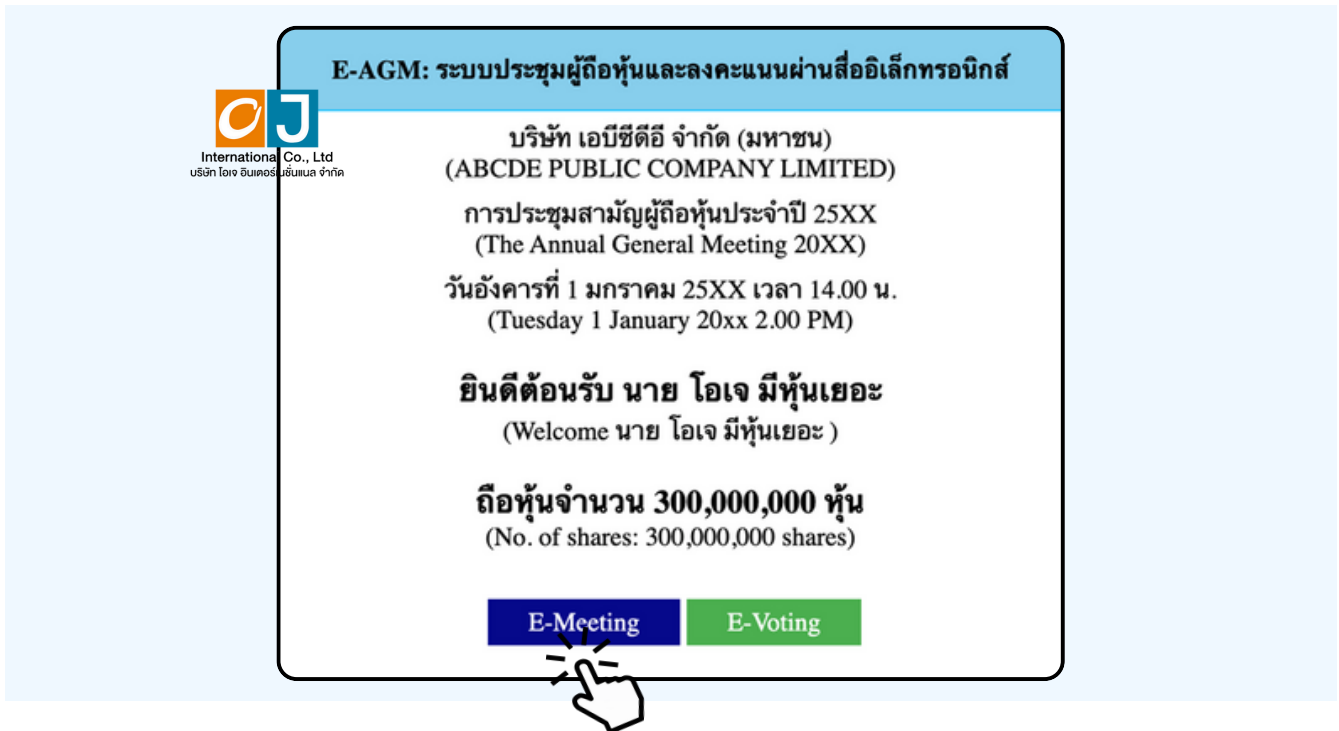 E-AGM: ระบบประชุมผู้ถือหุ้นและลงคะแนนผ่านสื่ออิเล็กทรอนิกส์
OJ
International Co., Ltd
บริษัท โอเจ อินเตอร์เนชั่นแนล จำกัด
บริษัท เอบีซีดีอี จำกัด (มหาชน)
(ABCDE PUBLIC COMPANY LIMITED)
การประชุมสามัญผู้ถือหุ้นประจำปี 25XX
(The Annual General Meeting 20XX)
วันอังคารที่ 1 มกราคม 25XX เวลา 14.00 น.
(Tuesday 1 January 20xx 2.00 PM)
ยินดีต้อนรับ นาย โอเจ มีหุ้นเยอะ
(Welcome นาย โอเจ มีหุ้นเยอะ )
ถือหุ้นจำนวน 300,000,000 หุ้น
(No. of shares: 300,000,000 shares)
E-Meeting E-Voting